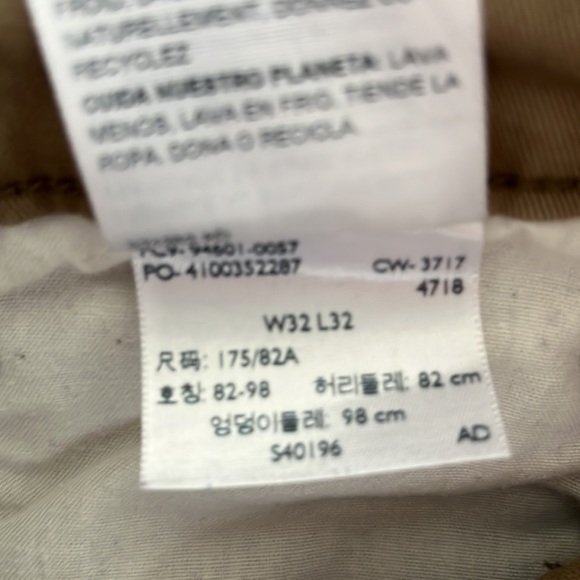 NATURELLEMENT, DONNEZ OU
RECYCLEZ
CUIDA NUESTRO PLANETA: LAVA
MENOS, LAVA EN FRIO, TIENDE LA
ROPA, DONA O RECICLA
PC9- 94601-0057
PO- 4100352287 CW- 3717
4718
W32 L32
尺码: 175/82A
호칭: 82-98 허리둘레: 82 cm
엉덩이둘레: 98 cm
S40196 AD